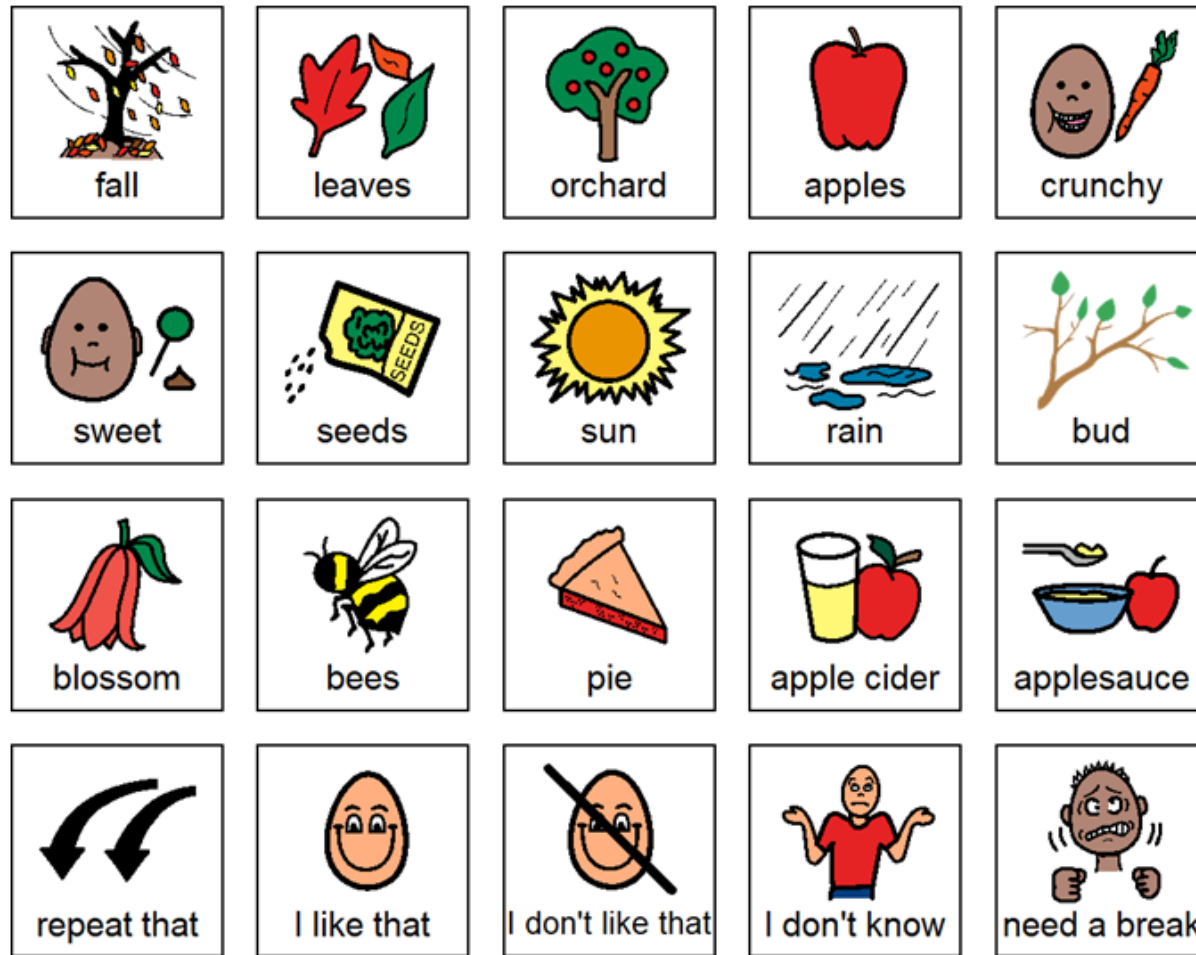 fall
leaves
orchard
apples
crunchy
sweet
SEEDS
seeds
sun
rain
bud
blossom
bees
pie
apple cider
applesauce
repeat that
I like that
I don't like that
I don't know
need a break